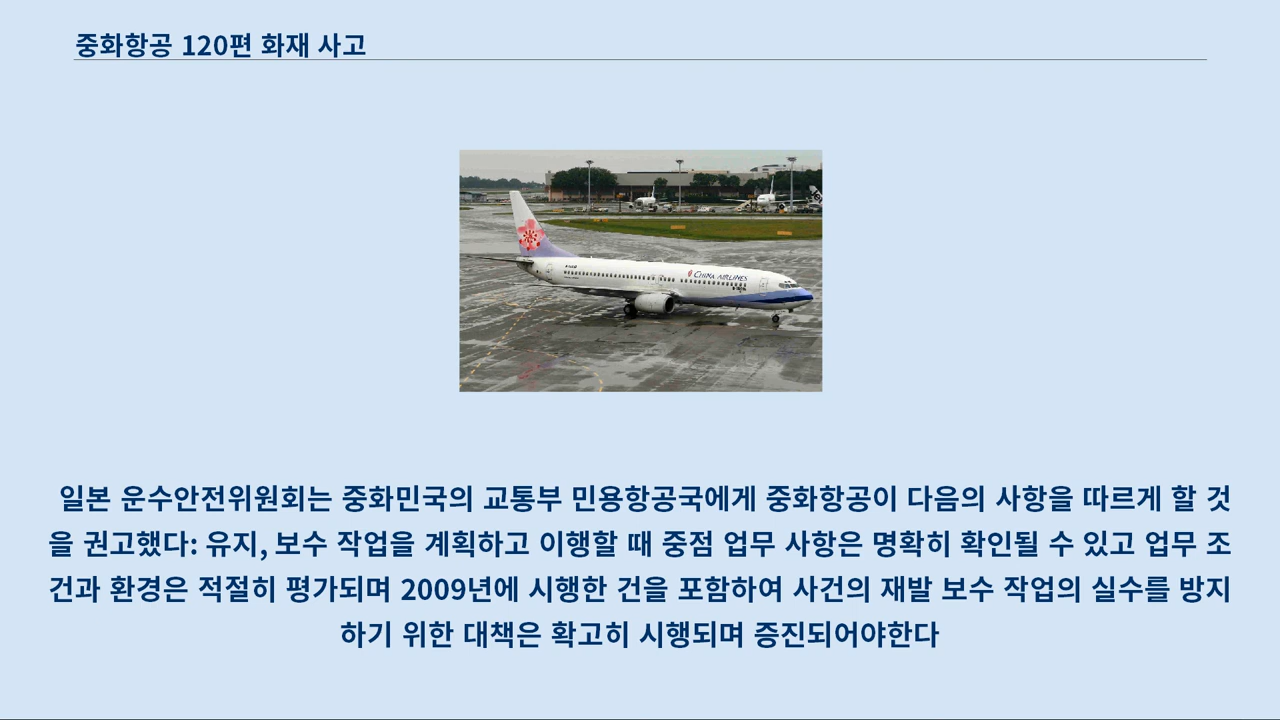 중화항공 120편 화재 사고
CHINA AIRLINES
일본 운수안전위원회는 중화민국의 교통부 민용항공국에게 중화항공이 다음의 사항을 따르게 할 것
을 권고했다: 유지, 보수 작업을 계획하고 이행할 때 중점 업무 사항은 명확히 확인될 수 있고 업무 조
건과 환경은 적절히 평가되며 2009년에 시행한 건을 포함하여 사건의 재발 보수 작업의 실수를 방지
하기 위한 대책은 확고히 시행되며 증진되어야한다